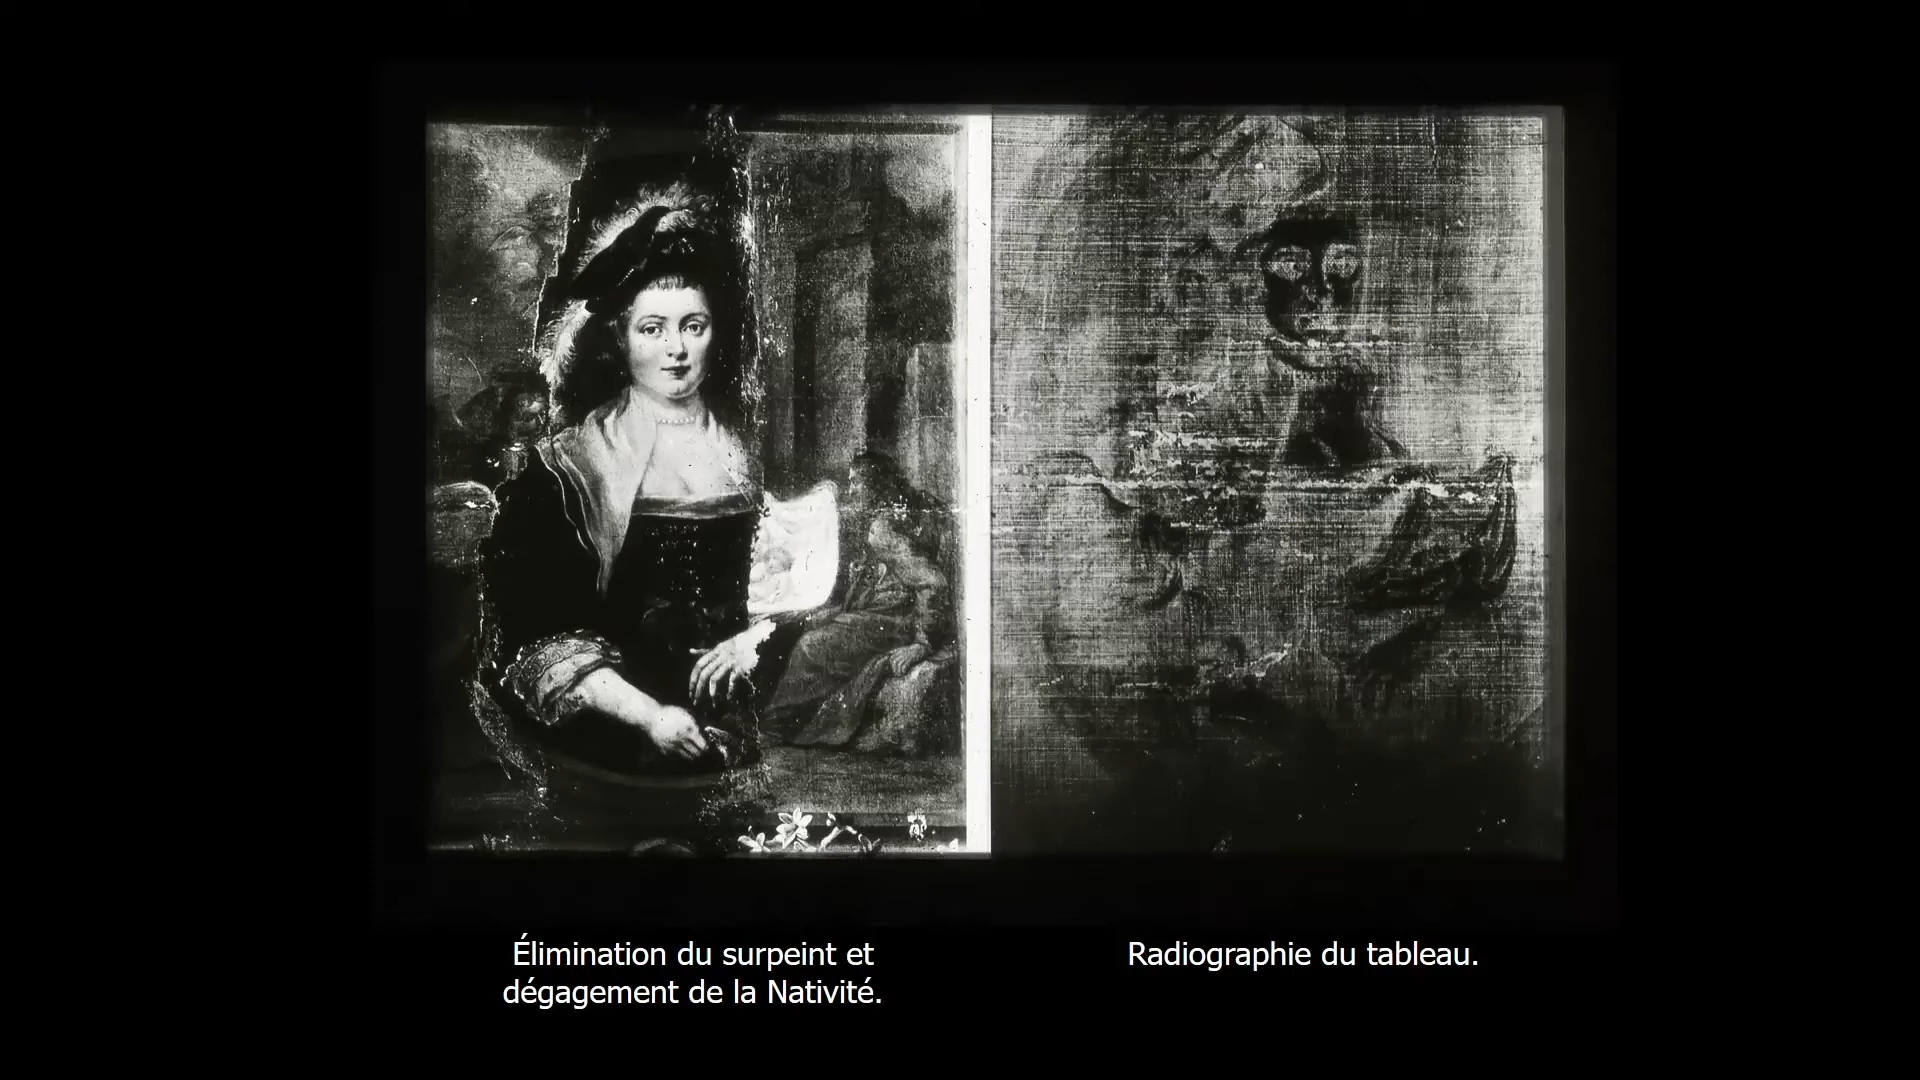 Élimination du surpeint et
dégagement de la Nativité.
Radiographie du tableau.